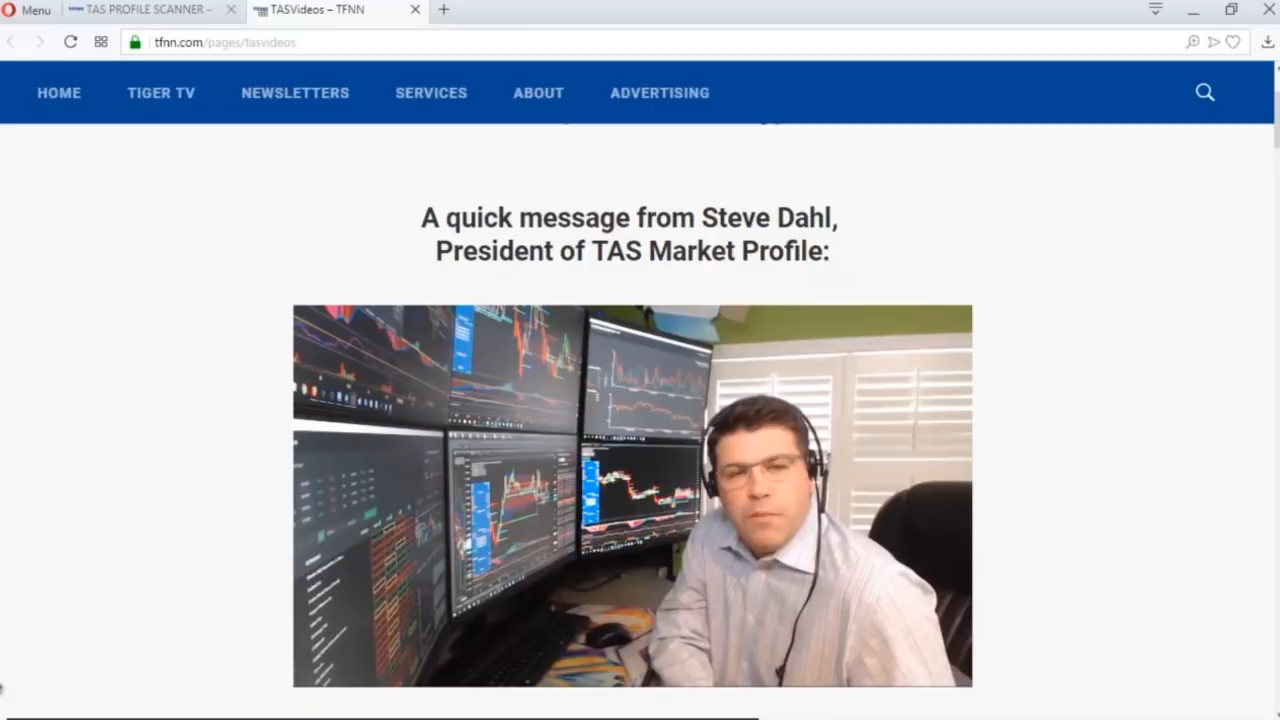 Menu
TAS PROFILE SCANNER –
TASVideos – TFNN
tfnn.com/pages/tasvideos
HOME
TIGER TV
NEWSLETTERS
SERVICES
ABOUT
ADVERTISING
A quick message from Steve Dahl,
President of TAS Market Profile: